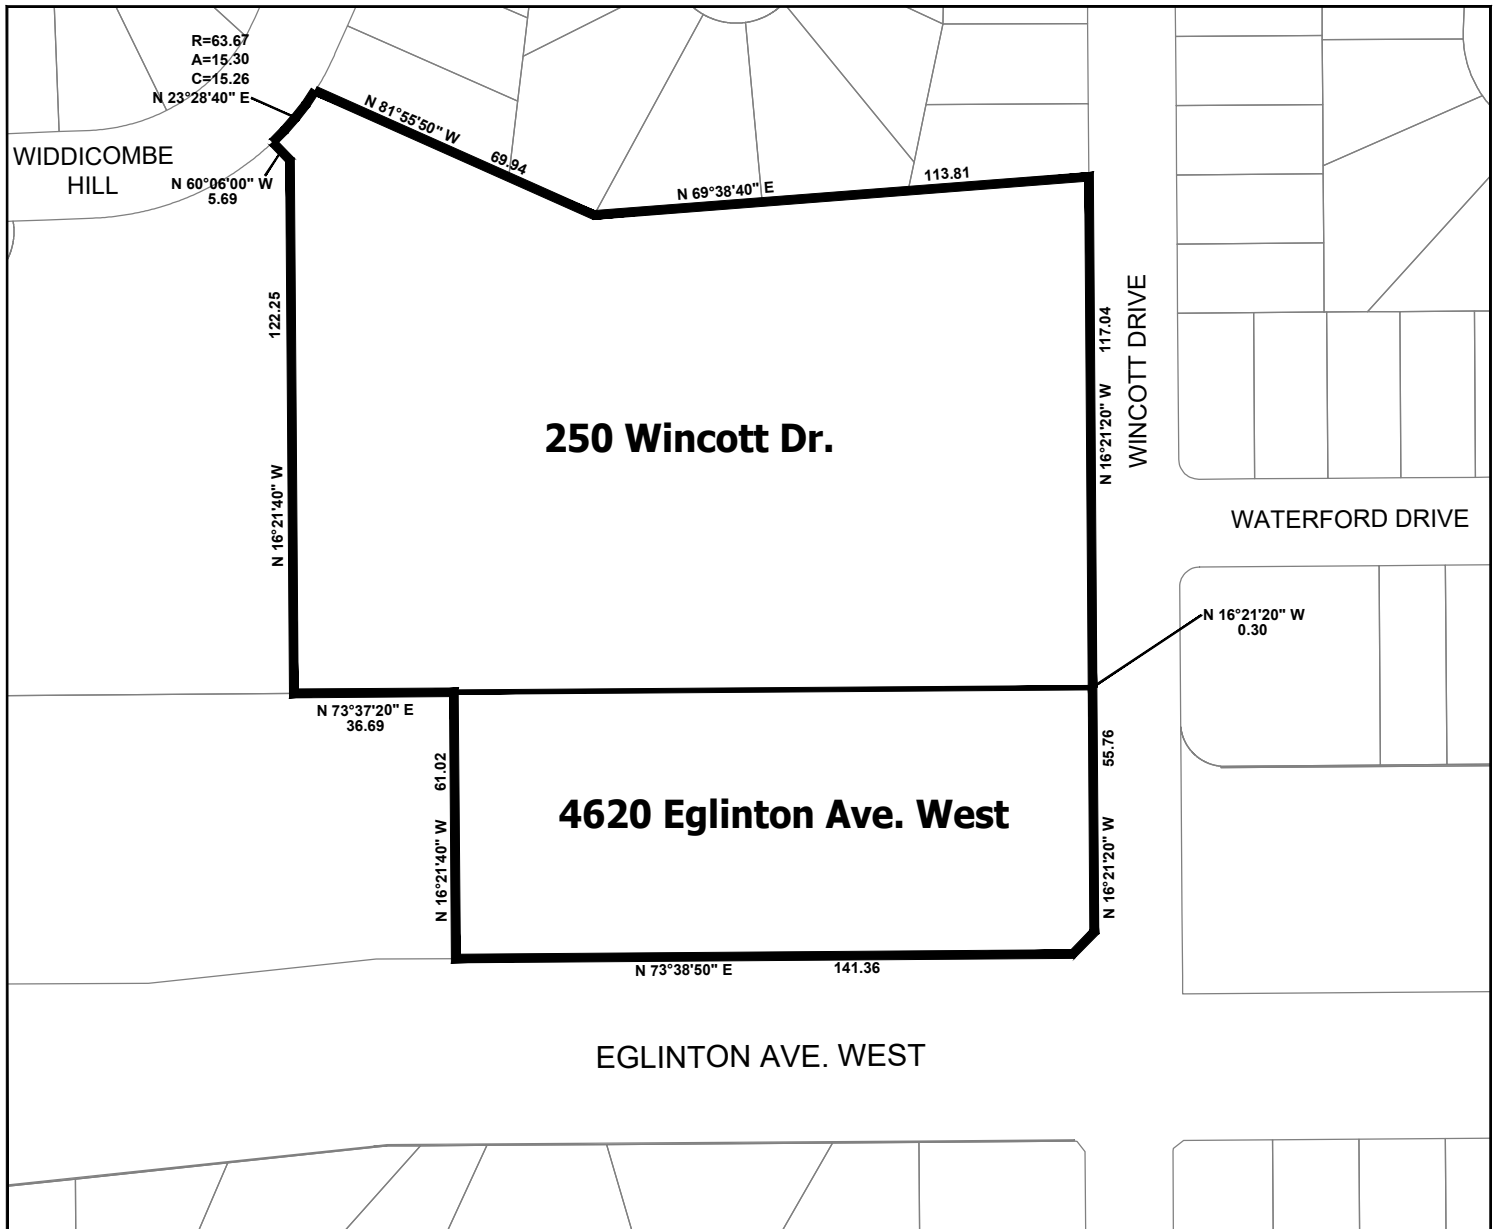 R=63.67
A=15.30
C=15.26
N 23°28'40" E
N 81°55'50" W
69.94
WIDDICOMBE
HILL
N 60°06'00" W
5.69
N 69°38'40" E
113.81
122.25
N 16°21'40" W
117.04
N 16°21'20" W
WINCOTT DRIVE
250 Wincott Dr.
WATERFORD DRIVE
N 16°21'20" W
0.30
N 73°37'20" E
36.69
61.02
N 16°21'40" W
55.76
N 16°21'20" W
4620 Eglinton Ave. West
N 73°38'50" E
141.36
EGLINTON AVE. WEST